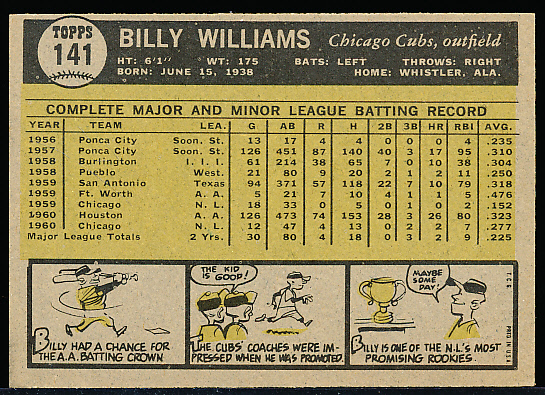 TOPPS
141
BILLY WILLIAMS Chicago Cubs, outfield
HT: 6'1" WT: 175 BATS: LEFT THROWS: RIGHT
BORN: JUNE 15, 1938 HOME: WHISTLER, ALA.
COMPLETE MAJOR AND MINOR LEAGUE BATTING RECORD
YEAR TEAM LEA. G AB R H 2B 3B HR RBI AVG.
1956 Ponca City Soon. St. 13 17 4 4 0 0 0 4 .235
1957 Ponca City Soon. St. 126 451 87 140 40 3 17 95 .310
1958 Burlington I. I. I. 61 214 38 65 7 0 10 38 .304
1958 Pueblo West. 21 80 9 20 2 1 2 11 .250
1959 San Antonio Texas 94 371 57 118 22 7 10 79 .318
1959 Ft. Worth A. A. 5 21 7 10 4 1 1 5 .476
1959 Chicago N. L. 18 33 0 5 0 1 0 2 .152
1960 Houston A. A. 126 473 74 153 28 3 26 80 .323
1960 Chicago N. L. 12 47 4 13 0 2 2 7 .277
Major League Totals 2 Yrs. 30 80 4 18 0 3 2 9 .225
BILLY HAD A CHANCE FOR
THE A.A. BATTING CROWN
THE KID
IS GOOD!
THE CUBS' COACHES WERE IM-
PRESSED WHEN HE WAS PROMOTED.
MAYBE
SOME
DAY!
BILLY IS ONE OF THE N.L'S MOST
PROMISING ROOKIES.
T.C.G. PRTD IN U.S.A.